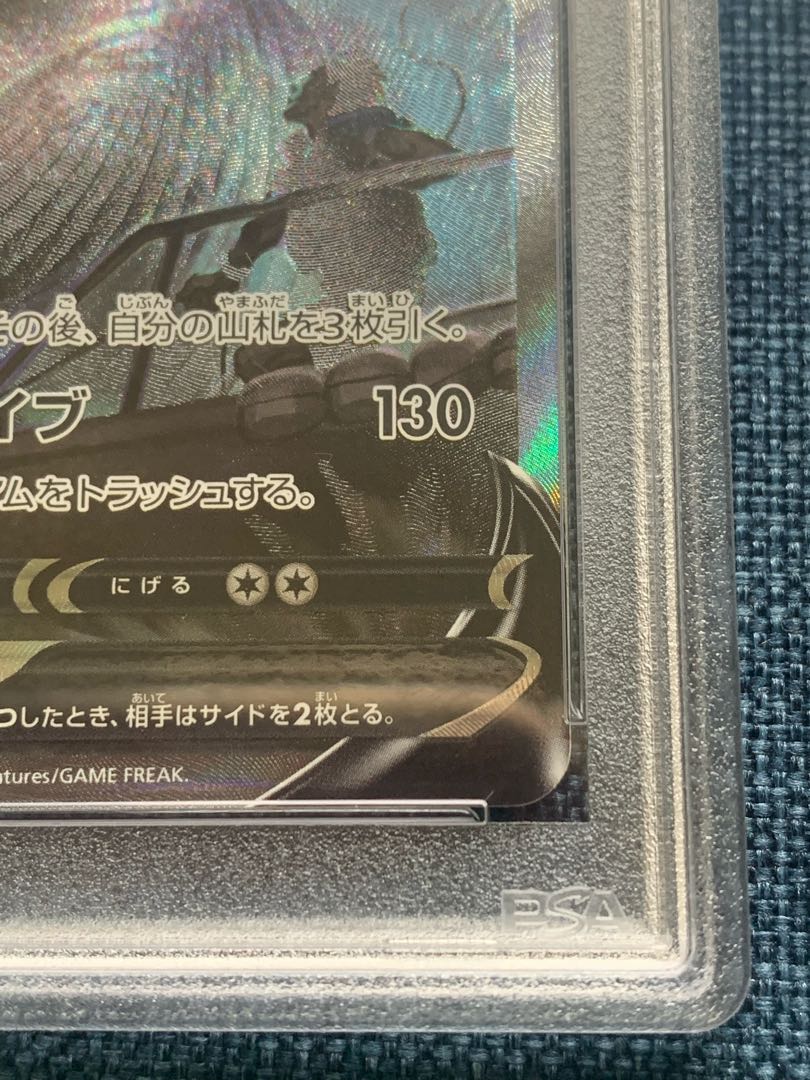 の後、自分の山札を3枚引く。
イブ 130
ムをトラッシュする。
にげる
つしたとき、相手はサイドを2枚とる。
atures/GAME FREAK.
PSA